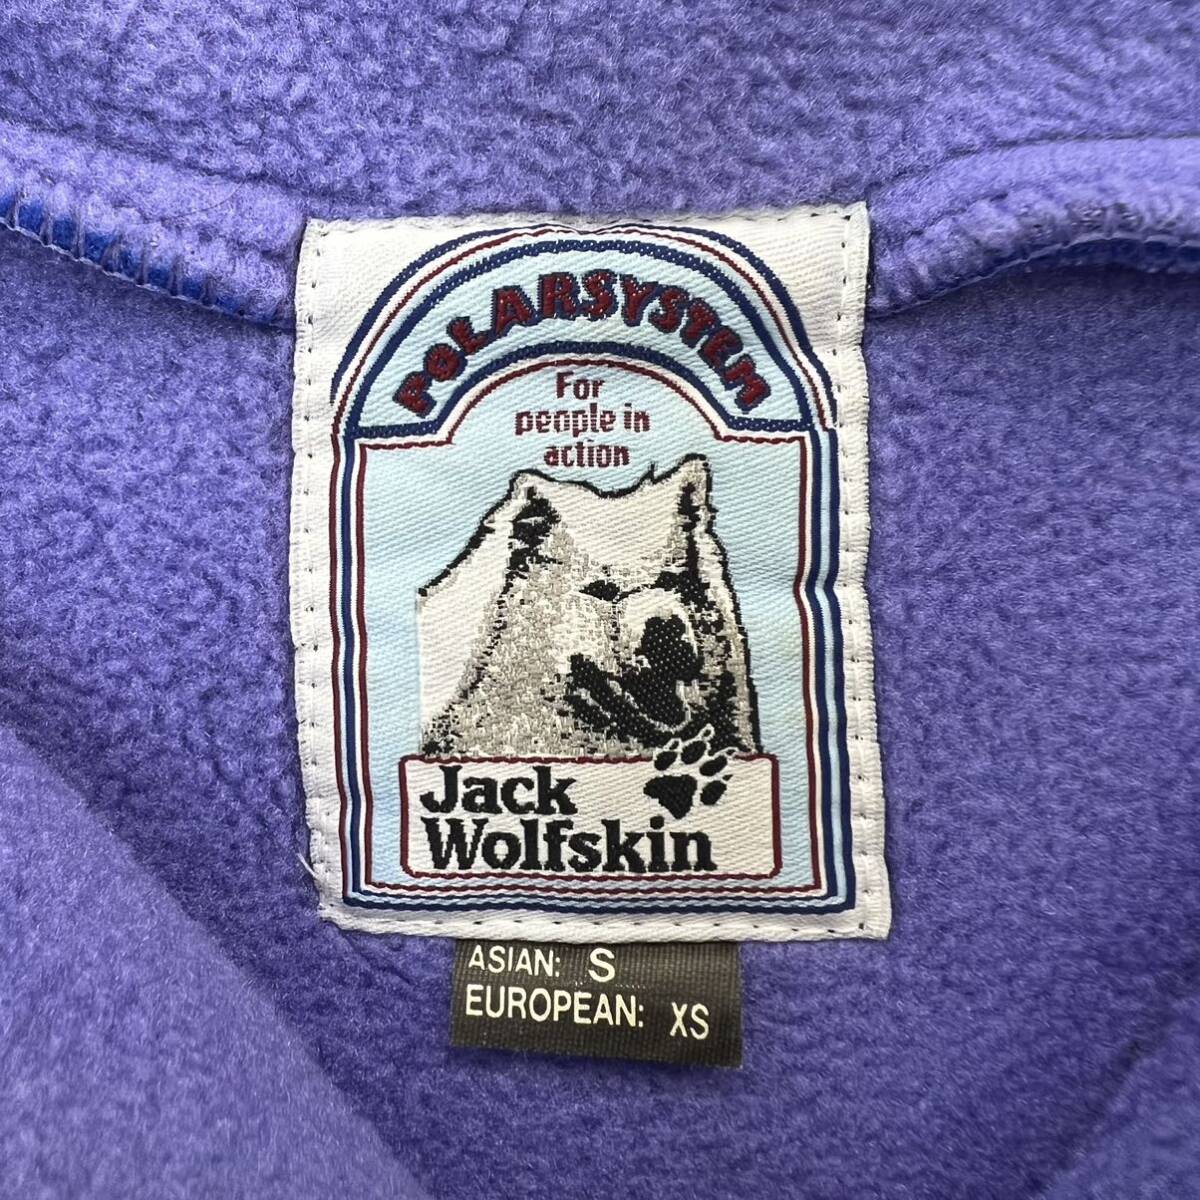 POLARSYSTEM
For
people in
action
Jack
Wolfskin
ASIAN: S
EUROPEAN: XS